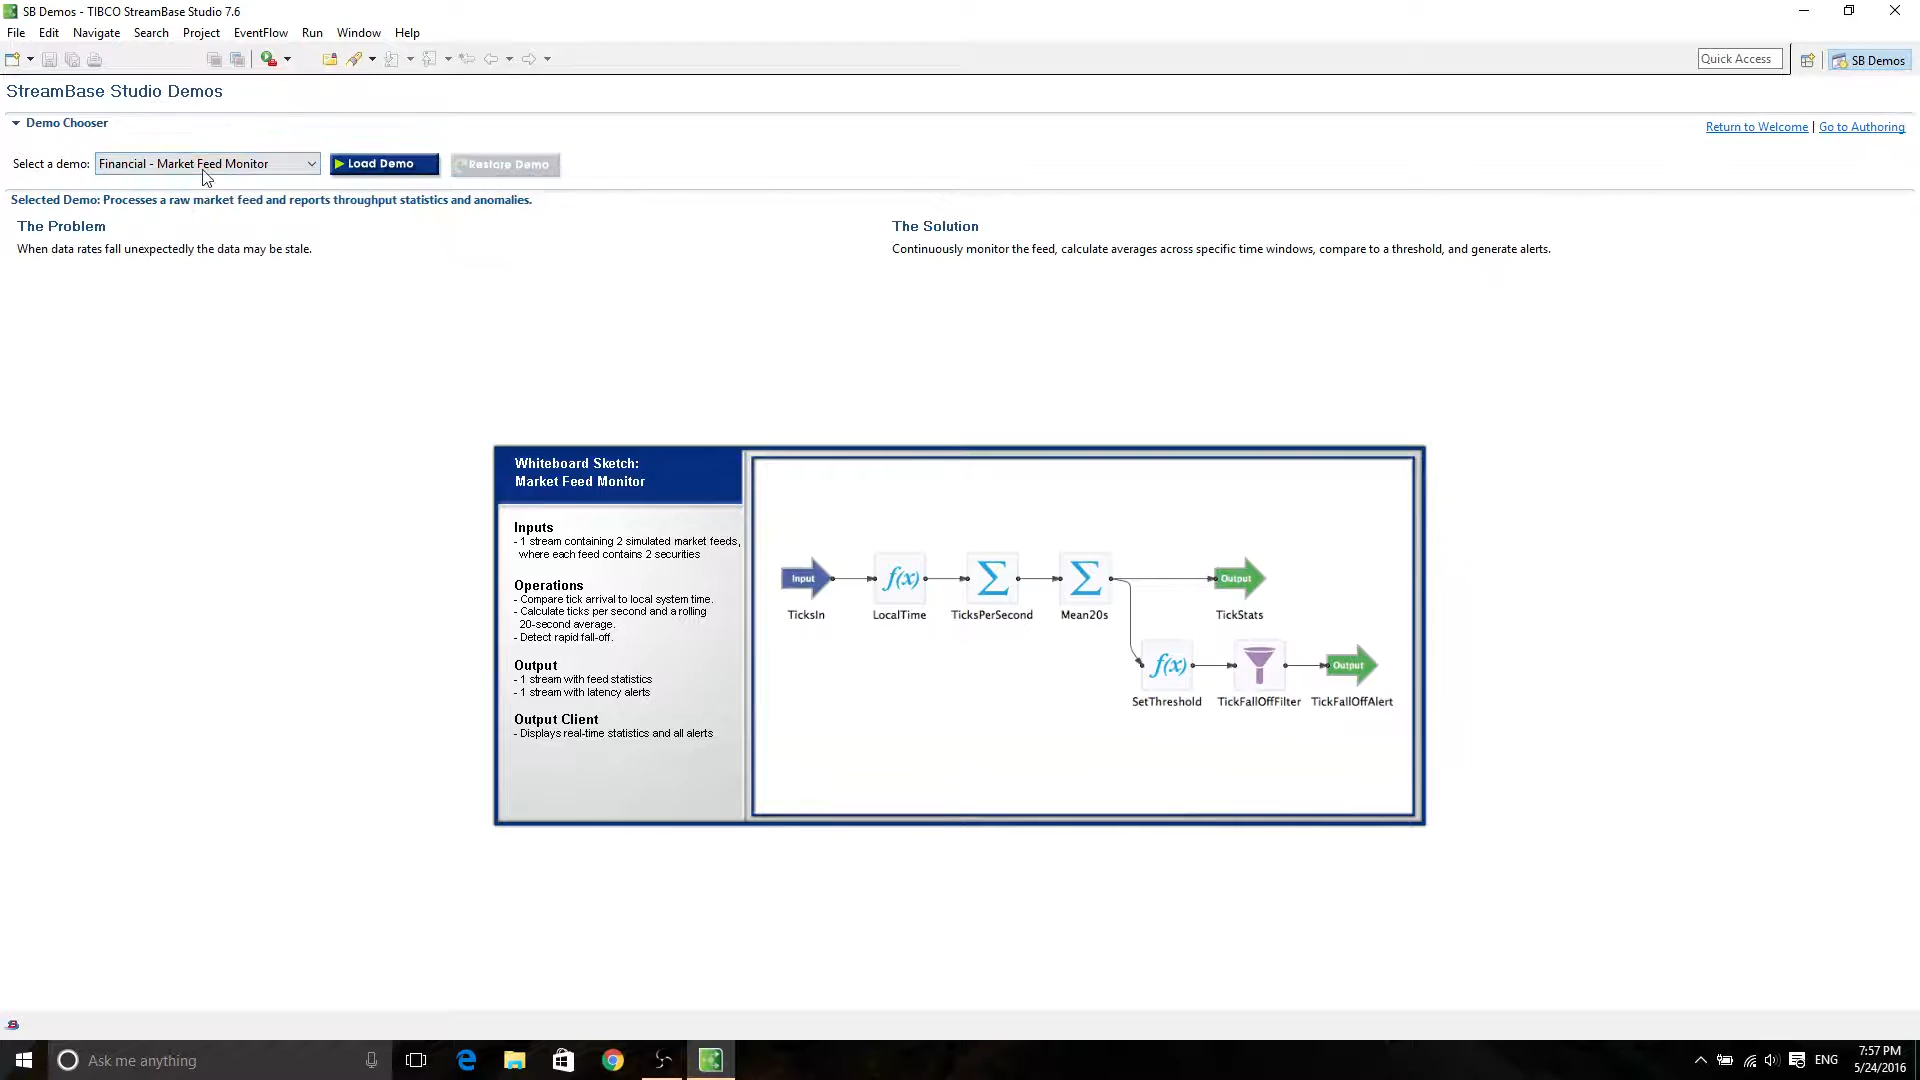 SB Demos - TIBCO StreamBase Studio 7.6
File Edit Navigate Search Project EventFlow Run Window Help
Quick Access
SB Demos
StreamBase Studio Demos
Demo Chooser
Return to Welcome | Go to Authoring
Select a demo: Financial - Market Feed Monitor Load Demo Restore Demo
Selected Demo: Processes a raw market feed and reports throughput statistics and anomalies.
The Problem
When data rates fall unexpectedly the data may be stale.
The Solution
Continuously monitor the feed, calculate averages across specific time windows, compare to a threshold, and generate alerts.
Whiteboard Sketch:
Market Feed Monitor
Inputs
- 1 stream containing 2 simulated market feeds,
where each feed contains 2 securities
Operations
- Compare tick arrival to local system time.
- Calculate ticks per second and a rolling
20-second average.
- Detect rapid fall-off.
Output
- 1 stream with feed statistics
- 1 stream with latency alerts
Output Client
- Displays real-time statistics and all alerts
Input f(x) Σ Σ Output
TicksIn LocalTime TicksPerSecond Mean20s TickStats
f(x) Output
SetThreshold TickFallOffFilter TickFallOffAlert
Ask me anything
ENG
7:57 PM
5/24/2016